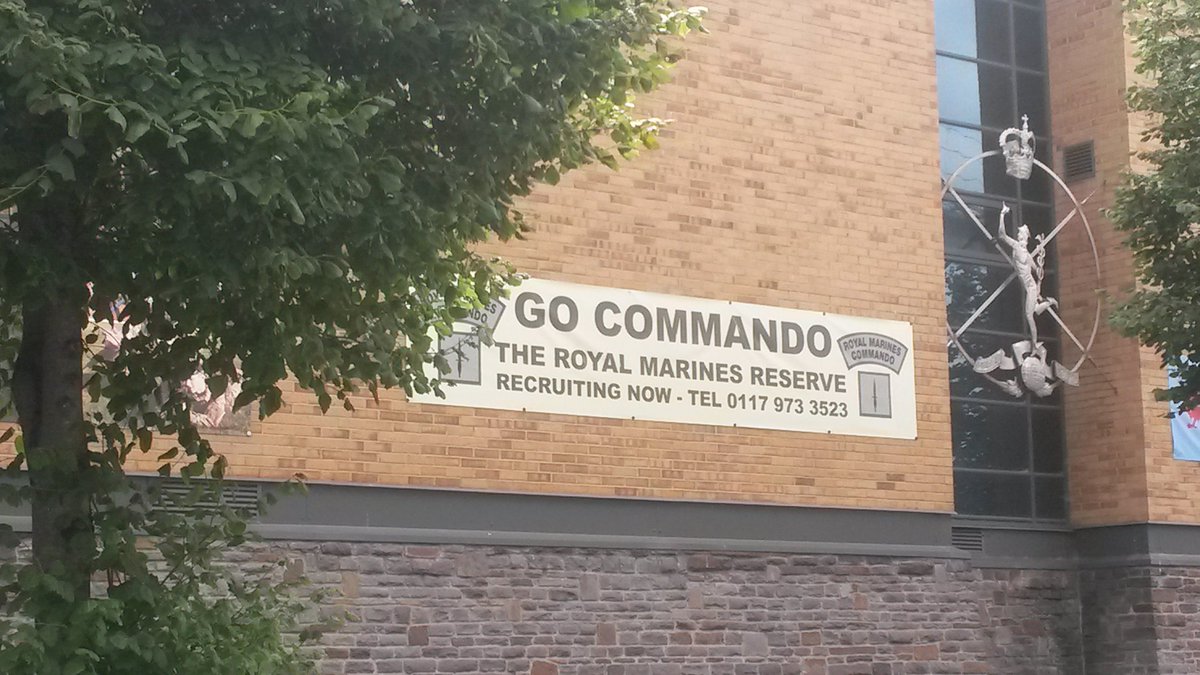 GO COMMANDO
THE ROYAL MARINES RESERVE
RECRUITING NOW - TEL 0117 973 3523
ROYAL MARINES
COMMANDO